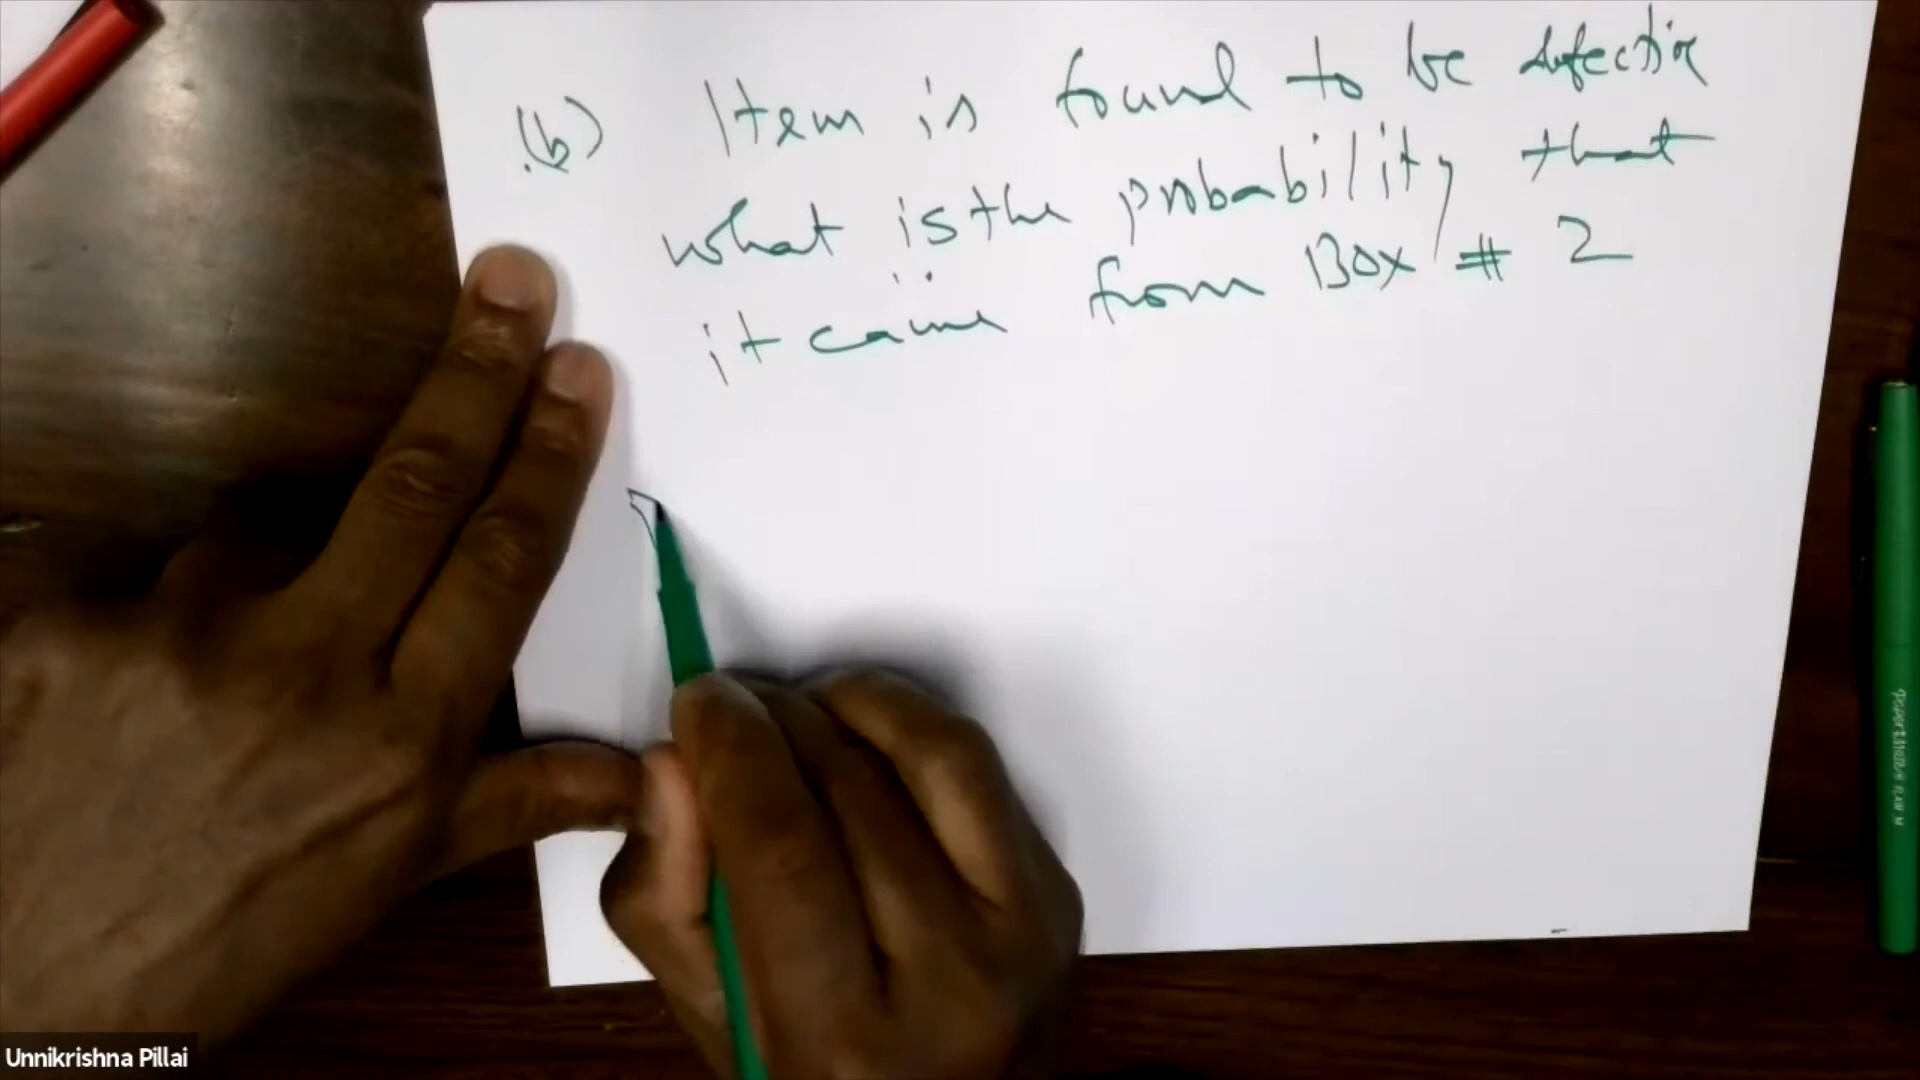 (b) Item is found to be defective
what is the probability that
it came from Box # 2
Unnikrishna Pillai